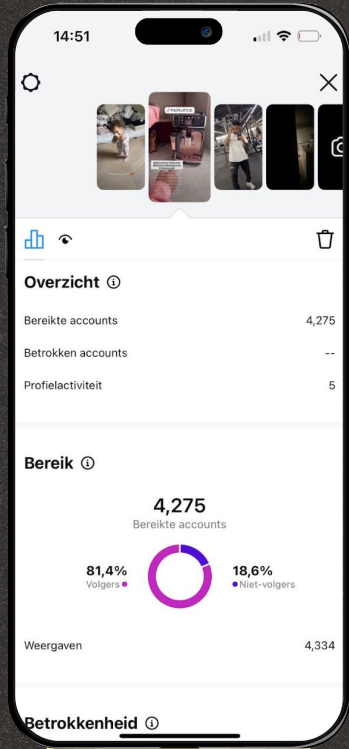 14:51
Overzicht
Bereikte accounts 4,275
Betrokken accounts --
Profielactiviteit 5
Bereik
4,275
Bereikte accounts
81,4% 18,6%
Volgers Niet-volgers
Weergaven 4,334
Betrokkenheid